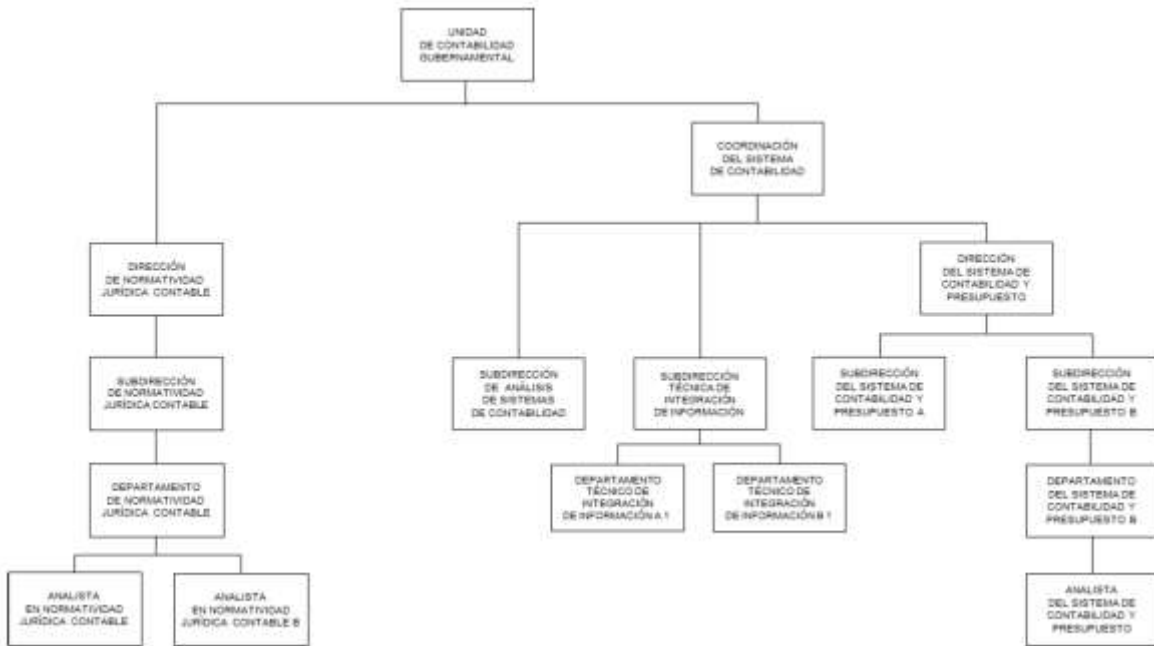 UNIDAD
DE CONTABILIDAD
GUBERNAMENTAL
COORDINACIÓN
DEL SISTEMA
DE CONTABILIDAD
DIRECCIÓN
DE NORMATIVIDAD
JURÍDICA CONTABLE
DIRECCIÓN
DEL SISTEMA DE
CONTABILIDAD Y
PRESUPUESTO
SUBDIRECCIÓN
DE NORMATIVIDAD
JURÍDICA CONTABLE
SUBDIRECCIÓN
DE ANÁLISIS
DE SISTEMAS
DE CONTABILIDAD
SUBDIRECCIÓN
TÉCNICA DE
INTEGRACIÓN
DE INFORMACIÓN
SUBDIRECCIÓN
DEL SISTEMA DE
CONTABILIDAD Y
PRESUPUESTO A
SUBDIRECCIÓN
DEL SISTEMA DE
CONTABILIDAD Y
PRESUPUESTO B
DEPARTAMENTO
DE NORMATIVIDAD
JURÍDICA CONTABLE
DEPARTAMENTO
TÉCNICO DE
INTEGRACIÓN
DE INFORMACIÓN A 1
DEPARTAMENTO
TÉCNICO DE
INTEGRACIÓN
DE INFORMACIÓN B 1
DEPARTAMENTO
DEL SISTEMA DE
CONTABILIDAD Y
PRESUPUESTO B
ANALISTA
EN NORMATIVIDAD
JURÍDICA CONTABLE
ANALISTA
EN NORMATIVIDAD
JURÍDICA CONTABLE B
ANALISTA
DEL SISTEMA DE
CONTABILIDAD Y
PRESUPUESTO